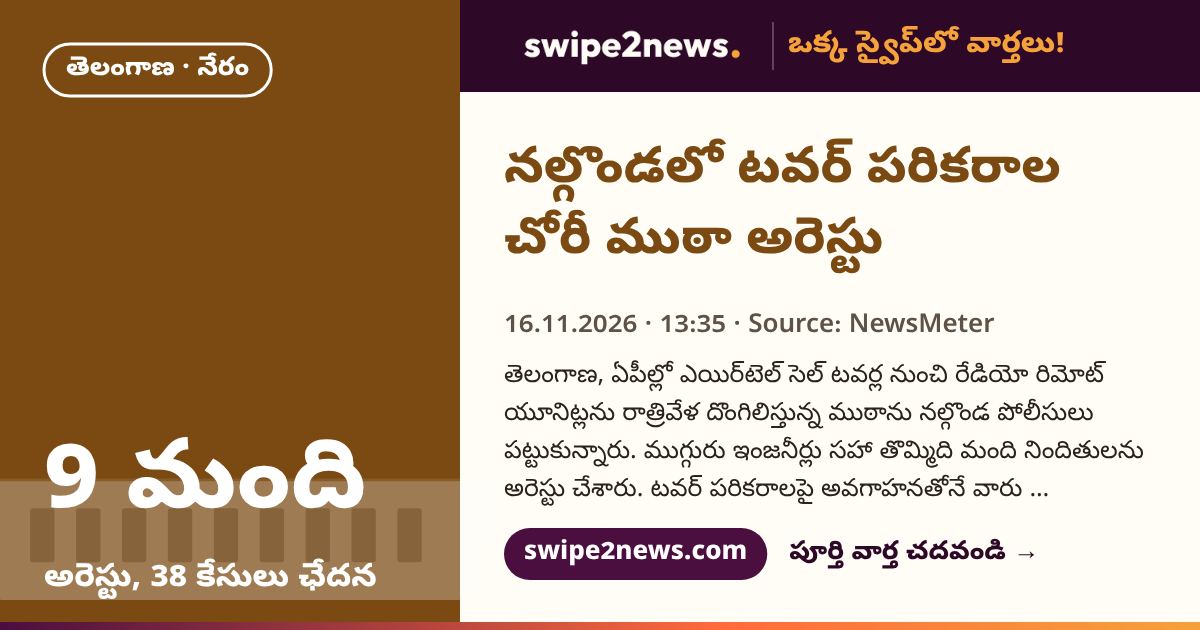 తెలంగాణ · నేరం
9 మంది
అరెస్టు, 38 కేసులు ఛేదన
swipe2news.
ఒక్క స్వైప్‌లో వార్తలు!
నల్గొండలో టవర్ పరికరాల
చోరీ ముఠా అరెస్టు
16.11.2026 · 13:35 · Source: NewsMeter
తెలంగాణ, ఏపీల్లో ఎయిర్‌టెల్ సెల్ టవర్ల నుంచి రేడియో రిమోట్
యూనిట్లను రాత్రివేళ దొంగిలిస్తున్న ముఠాను నల్గొండ పోలీసులు
పట్టుకున్నారు. ముగ్గురు ఇంజనీర్లు సహా తొమ్మిది మంది నిందితులను
అరెస్టు చేశారు. టవర్ పరికరాలపై అవగాహనతోనే వారు ...
swipe2news.com
పూర్తి వార్త చదవండి →